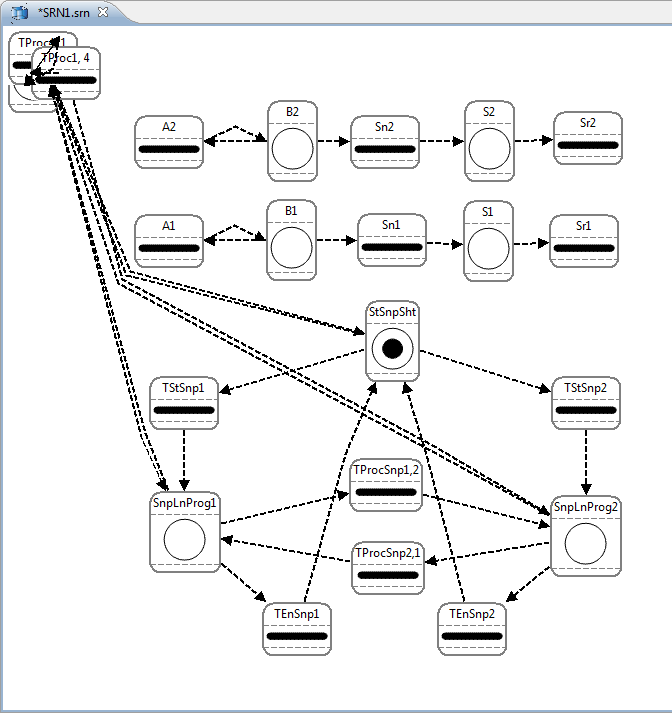 *SRN1.srn
TProc1, 4
B2
S2
A2
Sn2
Sr2
B1
S1
A1
Sn1
Sr1
StSnpSht
TStSnp1
TStSnp2
TProcSnp1,2
SnpLnProg1
SnpLnProg2
TProcSnp2,1
TEnSnp1
TEnSnp2